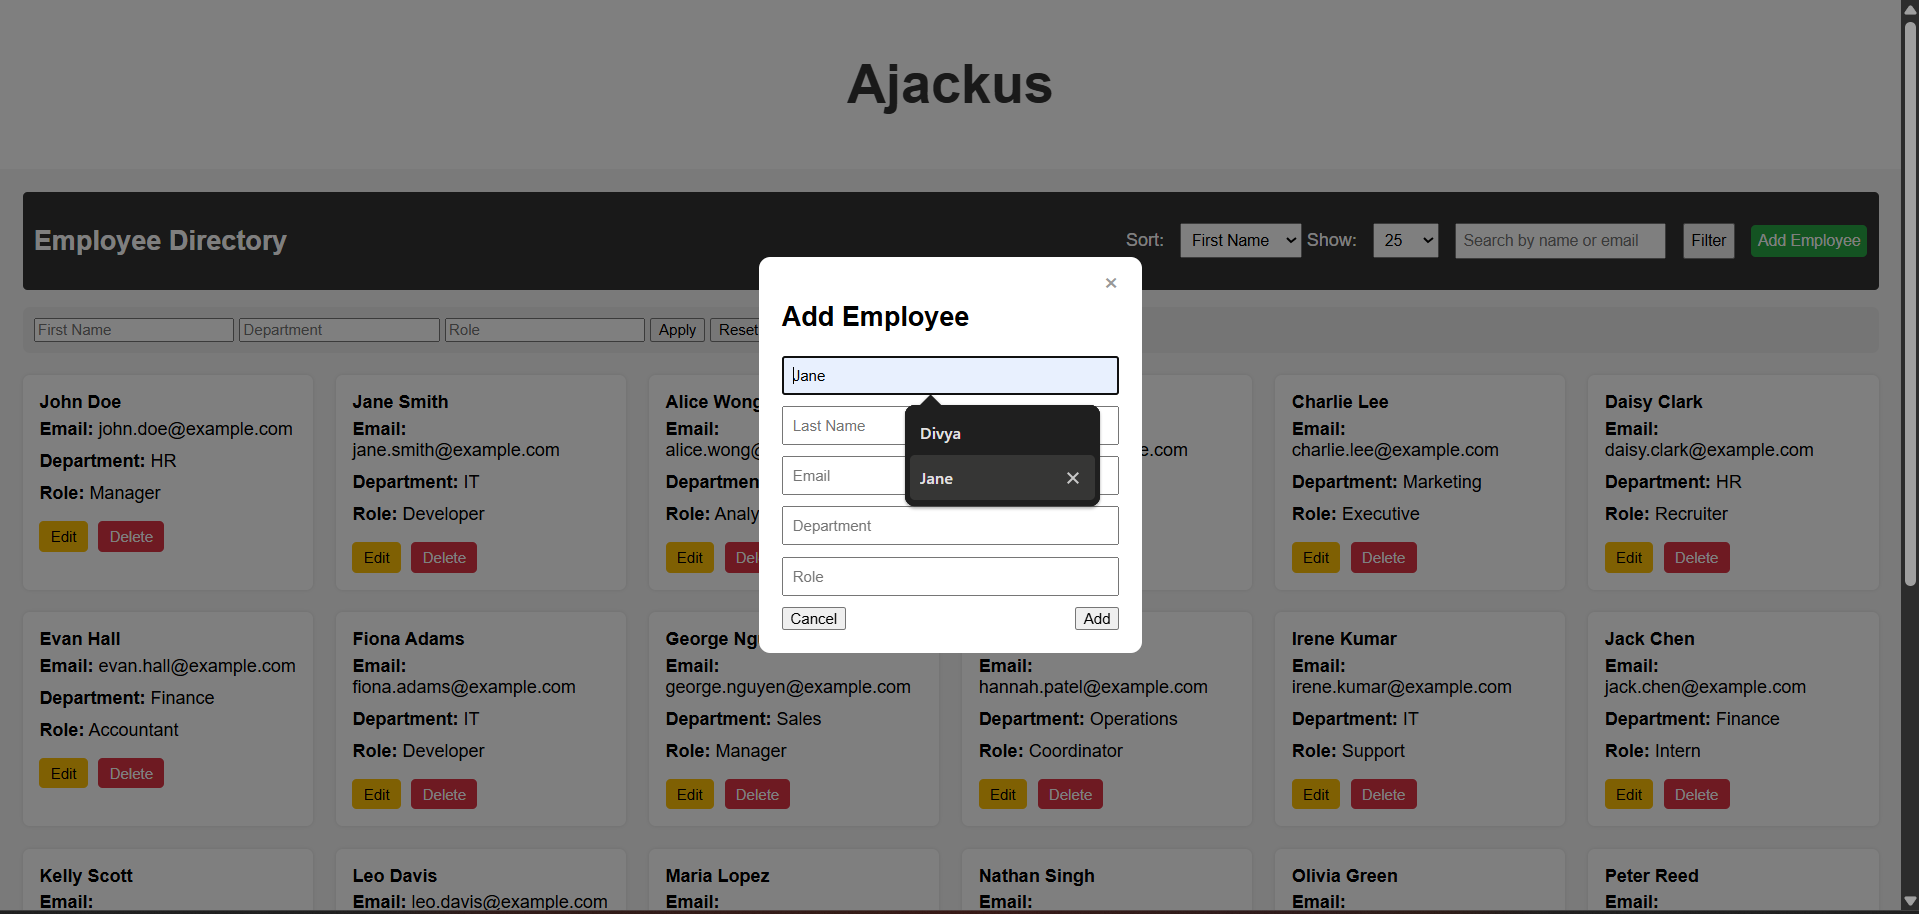 Ajackus
Employee Directory
Sort: First Name Show: 25 Search by name or email Filter Add Employee
First Name Department Role Apply Reset
×
Add Employee
Jane
Last Name
Email
Department
Role
Cancel Add
Divya
Jane ×
John Doe
Email: john.doe@example.com
Department: HR
Role: Manager
Edit Delete
Jane Smith
Email:
jane.smith@example.com
Department: IT
Role: Developer
Edit Delete
Alice Wong
Email:
alice.wong@
Departmen
Role: Analy
Edit Del
e.com
Charlie Lee
Email:
charlie.lee@example.com
Department: Marketing
Role: Executive
Edit Delete
Daisy Clark
Email:
daisy.clark@example.com
Department: HR
Role: Recruiter
Edit Delete
Evan Hall
Email: evan.hall@example.com
Department: Finance
Role: Accountant
Edit Delete
Fiona Adams
Email:
fiona.adams@example.com
Department: IT
Role: Developer
Edit Delete
George Ng
Email:
george.nguyen@example.com
Department: Sales
Role: Manager
Edit Delete
Email:
hannah.patel@example.com
Department: Operations
Role: Coordinator
Edit Delete
Irene Kumar
Email:
irene.kumar@example.com
Department: IT
Role: Support
Edit Delete
Jack Chen
Email:
jack.chen@example.com
Department: Finance
Role: Intern
Edit Delete
Kelly Scott
Email:
Leo Davis
Email: leo.davis@example.com
Maria Lopez
Email:
Nathan Singh
Email:
Olivia Green
Email:
Peter Reed
Email: